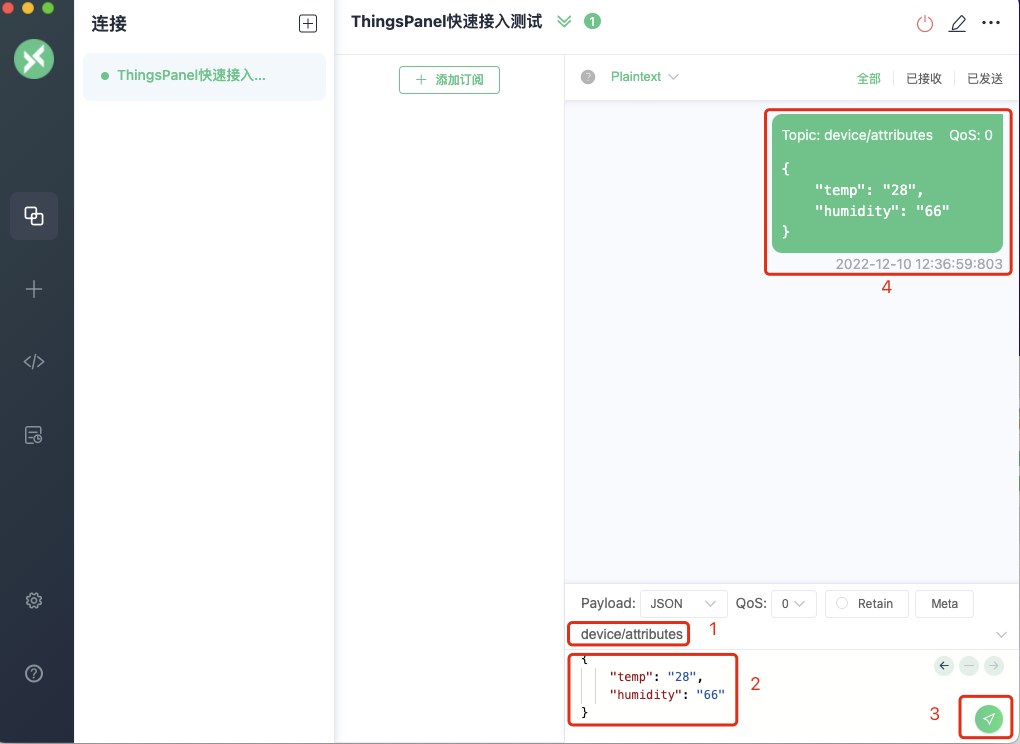 连接
ThingsPanel快速接入...
ThingsPanel快速接入测试
1
添加订阅
Plaintext
全部
已接收
已发送
Topic: device/attributes QoS: 0
{
"temp": "28",
"humidity": "66"
}
2022-12-10 12:36:59:803
4
Payload: JSON QoS: 0 Retain Meta
device/attributes
1
{
"temp": "28",
"humidity": "66"
}
2
3